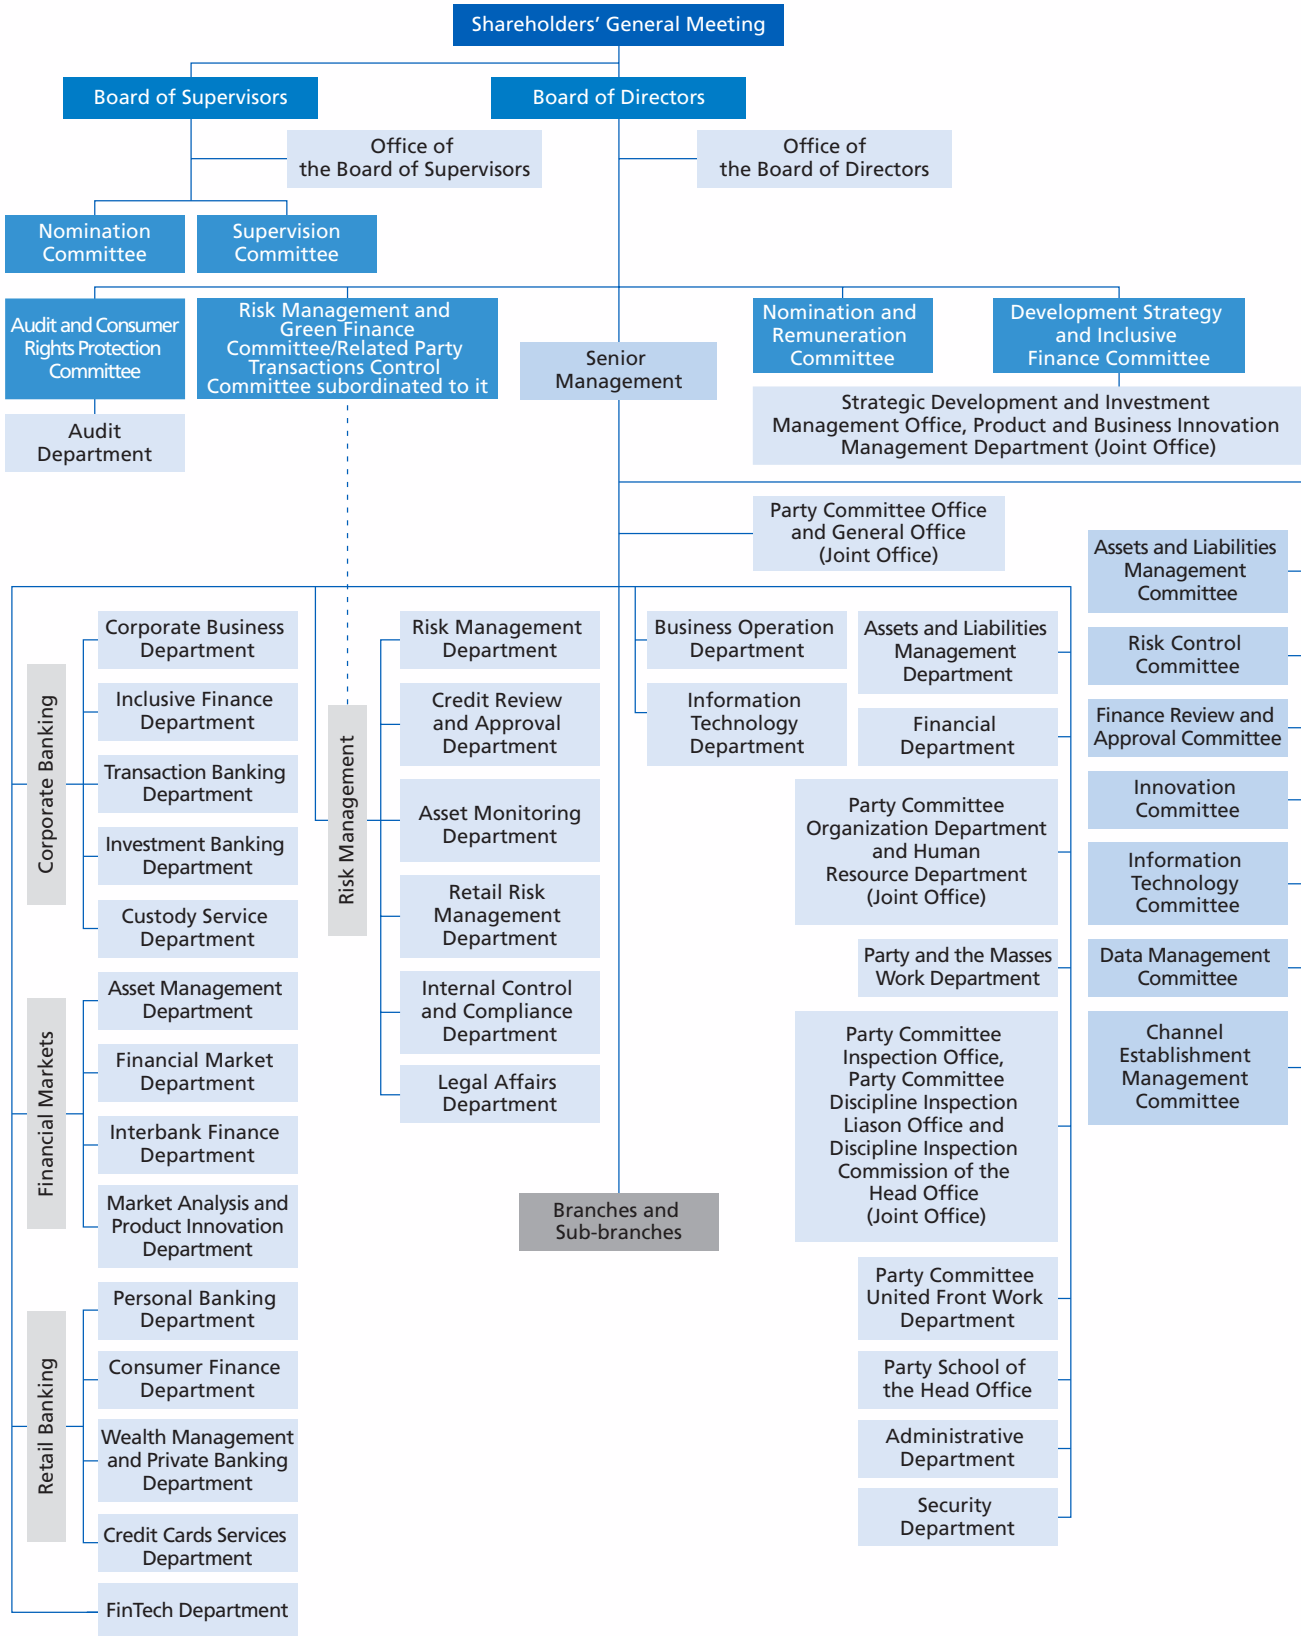 Shareholders’ General Meeting
Board of Supervisors
Board of Directors
Office of
the Board of Supervisors
Office of
the Board of Directors
Nomination
Committee
Supervision
Committee
Audit and Consumer
Rights Protection
Committee
Risk Management and
Green Finance
Committee/Related Party
Transactions Control
Committee subordinated to it
Senior
Management
Nomination and
Remuneration
Committee
Development Strategy
and Inclusive
Finance Committee
Audit
Department
Strategic Development and Investment
Management Office, Product and Business Innovation
Management Department (Joint Office)
Party Committee Office
and General Office
(Joint Office)
Corporate Banking
Corporate Business
Department
Inclusive Finance
Department
Transaction Banking
Department
Investment Banking
Department
Custody Service
Department
Financial Markets
Asset Management
Department
Financial Market
Department
Interbank Finance
Department
Market Analysis and
Product Innovation
Department
Retail Banking
Personal Banking
Department
Consumer Finance
Department
Wealth Management
and Private Banking
Department
Credit Cards Services
Department
FinTech Department
Risk Management
Risk Management
Department
Credit Review
and Approval
Department
Asset Monitoring
Department
Retail Risk
Management
Department
Internal Control
and Compliance
Department
Legal Affairs
Department
Branches and
Sub-branches
Business Operation
Department
Information
Technology
Department
Assets and Liabilities
Management
Department
Financial
Department
Party Committee
Organization Department
and Human
Resource Department
(Joint Office)
Party and the Masses
Work Department
Party Committee
Inspection Office,
Party Committee
Discipline Inspection
Liason Office and
Discipline Inspection
Commission of the
Head Office
(Joint Office)
Party Committee
United Front Work
Department
Party School of
the Head Office
Administrative
Department
Security
Department
Assets and Liabilities
Management
Committee
Risk Control
Committee
Finance Review and
Approval Committee
Innovation
Committee
Information
Technology
Committee
Data Management
Committee
Channel
Establishment
Management
Committee